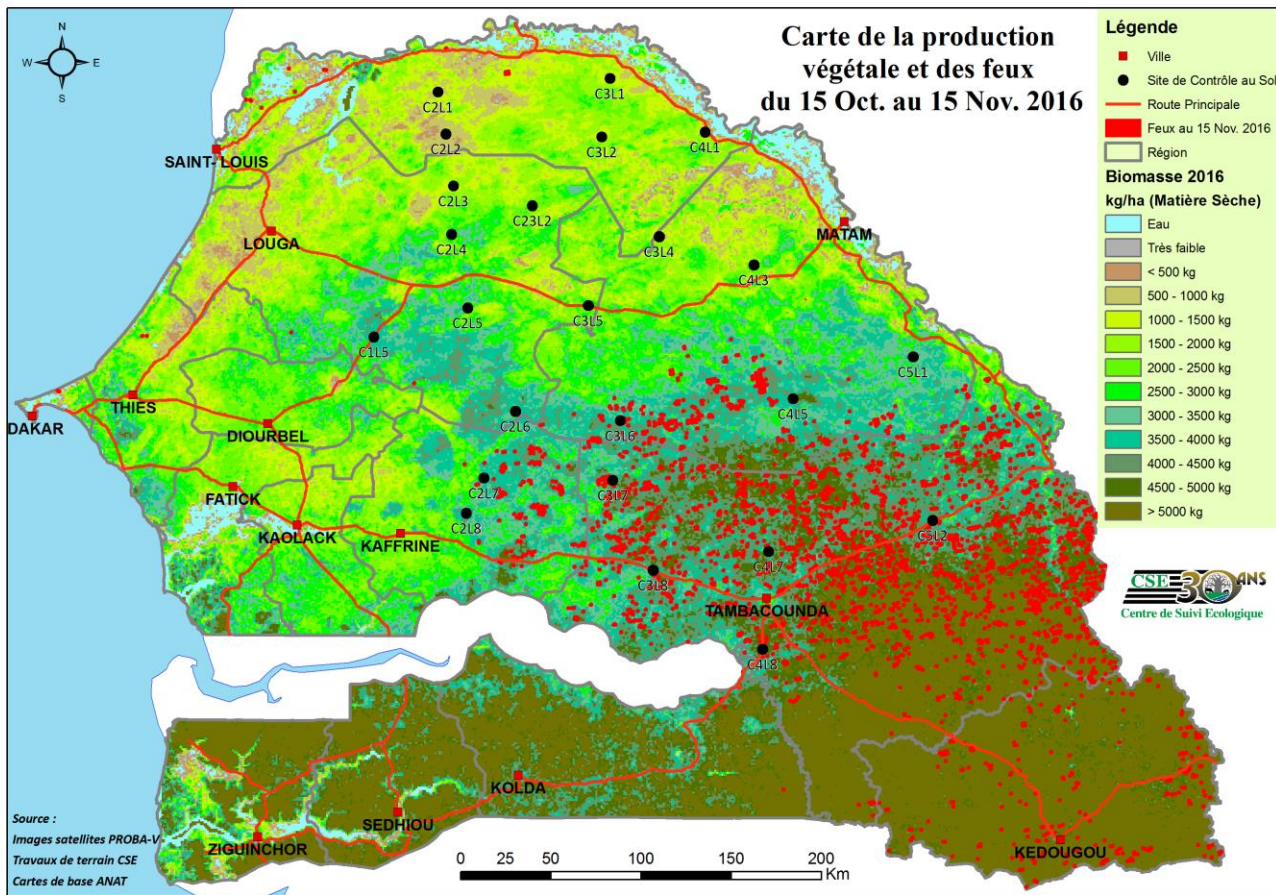 Carte de la production
végétale et des feux
du 15 Oct. au 15 Nov. 2016
N
W
E
S
Légende
Ville
Site de Contrôle au Sol
Route Principale
Feux au 15 Nov. 2016
Région
Biomasse 2016
kg/ha (Matière Sèche)
Eau
Très faible
< 500 kg
500 - 1000 kg
1000 - 1500 kg
1500 - 2000 kg
2000 - 2500 kg
2500 - 3000 kg
3000 - 3500 kg
3500 - 4000 kg
4000 - 4500 kg
4500 - 5000 kg
> 5000 kg
C2L1
C3L1
C2L2
C3L2
C4L1
SAINT- LOUIS
C2L3
C23L2
MATAM
LOUGA
C2L4
C3L4
C4L3
C2L5
C3L5
C1L5
C5L1
THIES
DAKAR
DIOURBEL
C2L6
C3L6
C4L5
FATICK
C2L7
C3L7
KAOLACK
KAFFRINE
C2L8
C5L2
C4L7
C3L8
TAMBACOUNDA
C4L8
CSE 30 ANS
Centre de Suivi Ecologique
KOLDA
SEDHIOU
ZIGUINCHOR
KEDOUGOU
Source :
Images satellites PROBA-V
Travaux de terrain CSE
Cartes de base ANAT
0 25 50 100 150 200
Km